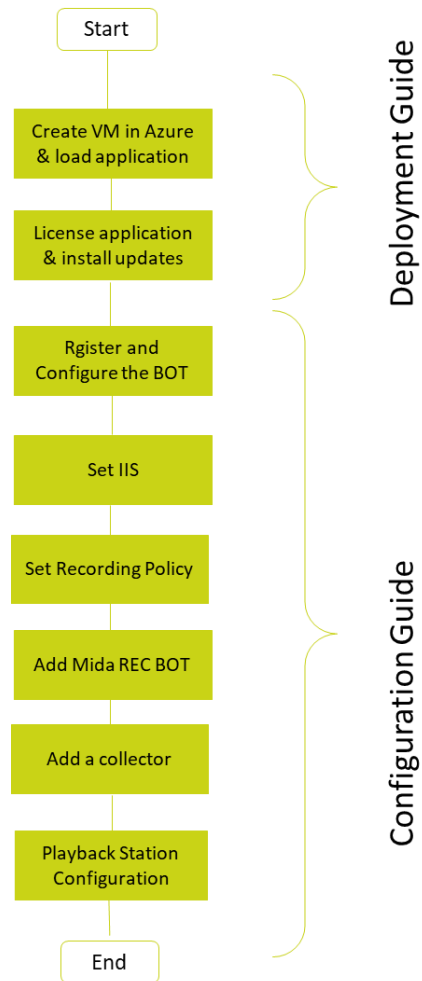 Start
Create VM in Azure
& load application
License application
& install updates
Rgister and
Configure the BOT
Set IIS
Set Recording Policy
Add Mida REC BOT
Add a collector
Playback Station
Configuration
End
Deployment Guide
Configuration Guide